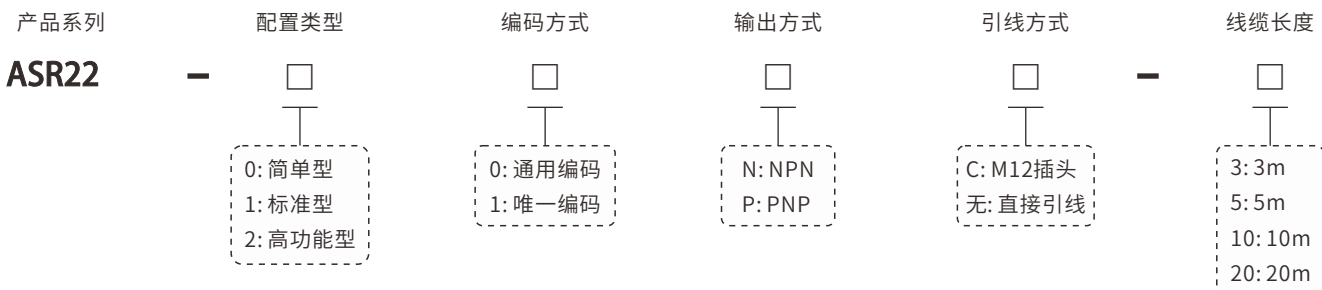 产品系列 配置类型 编码方式 输出方式 引线方式 线缆长度
ASR22 - □ □ □ □ - □
0: 简单型 0: 通用编码 N: NPN C: M12插头 3: 3m
1: 标准型 1: 唯一编码 P: PNP 无: 直接引线 5: 5m
2: 高功能型 10: 10m
20: 20m